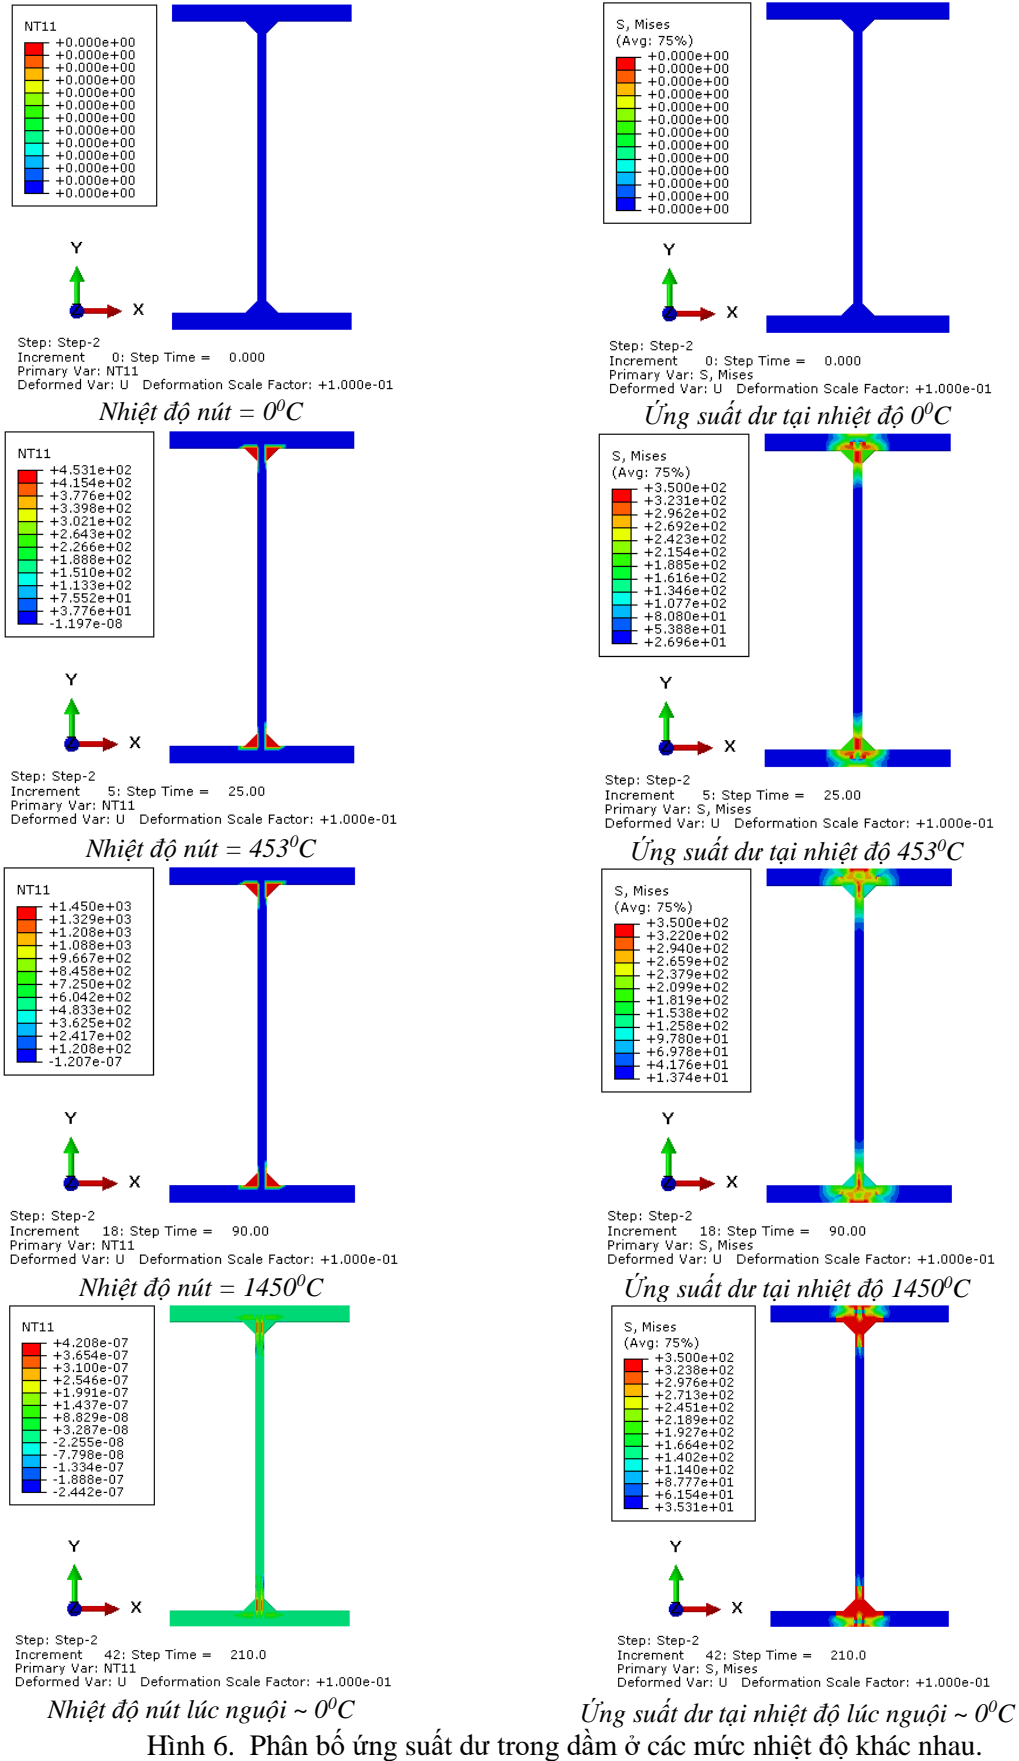 NT11
+0.000e+00
+0.000e+00
+0.000e+00
+0.000e+00
+0.000e+00
+0.000e+00
+0.000e+00
+0.000e+00
+0.000e+00
+0.000e+00
+0.000e+00
+0.000e+00
+0.000e+00
Y
X
Z
Step: Step-2
Increment 0: Step Time = 0.000
Primary Var: NT11
Deformed Var: U Deformation Scale Factor: +1.000e-01
Nhiệt độ nút = 0⁰C
S, Mises
(Avg: 75%)
+0.000e+00
+0.000e+00
+0.000e+00
+0.000e+00
+0.000e+00
+0.000e+00
+0.000e+00
+0.000e+00
+0.000e+00
+0.000e+00
+0.000e+00
+0.000e+00
+0.000e+00
Y
X
Z
Step: Step-2
Increment 0: Step Time = 0.000
Primary Var: S, Mises
Deformed Var: U Deformation Scale Factor: +1.000e-01
Ứng suất dư tại nhiệt độ 0⁰C
NT11
+4.531e+02
+4.154e+02
+3.776e+02
+3.398e+02
+3.021e+02
+2.643e+02
+2.266e+02
+1.888e+02
+1.510e+02
+1.133e+02
+7.552e+01
+3.776e+01
-1.197e-08
Y
X
Z
Step: Step-2
Increment 5: Step Time = 25.00
Primary Var: NT11
Deformed Var: U Deformation Scale Factor: +1.000e-01
Nhiệt độ nút = 453⁰C
S, Mises
(Avg: 75%)
+3.500e+02
+3.231e+02
+2.962e+02
+2.692e+02
+2.423e+02
+2.154e+02
+1.885e+02
+1.616e+02
+1.346e+02
+1.077e+02
+8.080e+01
+5.388e+01
+2.696e+01
Y
X
Z
Step: Step-2
Increment 5: Step Time = 25.00
Primary Var: S, Mises
Deformed Var: U Deformation Scale Factor: +1.000e-01
Ứng suất dư tại nhiệt độ 453⁰C
NT11
+1.450e+03
+1.329e+03
+1.208e+03
+1.088e+03
+9.667e+02
+8.458e+02
+7.250e+02
+6.042e+02
+4.833e+02
+3.625e+02
+2.417e+02
+1.208e+02
-1.207e-07
Y
X
Z
Step: Step-2
Increment 18: Step Time = 90.00
Primary Var: NT11
Deformed Var: U Deformation Scale Factor: +1.000e-01
Nhiệt độ nút = 1450⁰C
S, Mises
(Avg: 75%)
+3.500e+02
+3.220e+02
+2.940e+02
+2.659e+02
+2.379e+02
+2.099e+02
+1.819e+02
+1.538e+02
+1.258e+02
+9.780e+01
+6.978e+01
+4.176e+01
+1.374e+01
Y
X
Z
Step: Step-2
Increment 18: Step Time = 90.00
Primary Var: S, Mises
Deformed Var: U Deformation Scale Factor: +1.000e-01
Ứng suất dư tại nhiệt độ 1450⁰C
NT11
+4.208e-07
+3.654e-07
+3.100e-07
+2.546e-07
+1.991e-07
+1.437e-07
+8.829e-08
+3.287e-08
-2.255e-08
-7.798e-08
-1.334e-07
-1.888e-07
-2.442e-07
Y
X
Z
Step: Step-2
Increment 42: Step Time = 210.0
Primary Var: NT11
Deformed Var: U Deformation Scale Factor: +1.000e-01
Nhiệt độ nút lúc nguội ~ 0⁰C
S, Mises
(Avg: 75%)
+3.500e+02
+3.238e+02
+2.976e+02
+2.713e+02
+2.451e+02
+2.189e+02
+1.927e+02
+1.664e+02
+1.402e+02
+1.140e+02
+8.777e+01
+6.154e+01
+3.531e+01
Y
X
Z
Step: Step-2
Increment 42: Step Time = 210.0
Primary Var: S, Mises
Deformed Var: U Deformation Scale Factor: +1.000e-01
Ứng suất dư tại nhiệt độ lúc nguội ~ 0⁰C
Hình 6. Phân bố ứng suất dư trong dầm ở các mức nhiệt độ khác nhau.